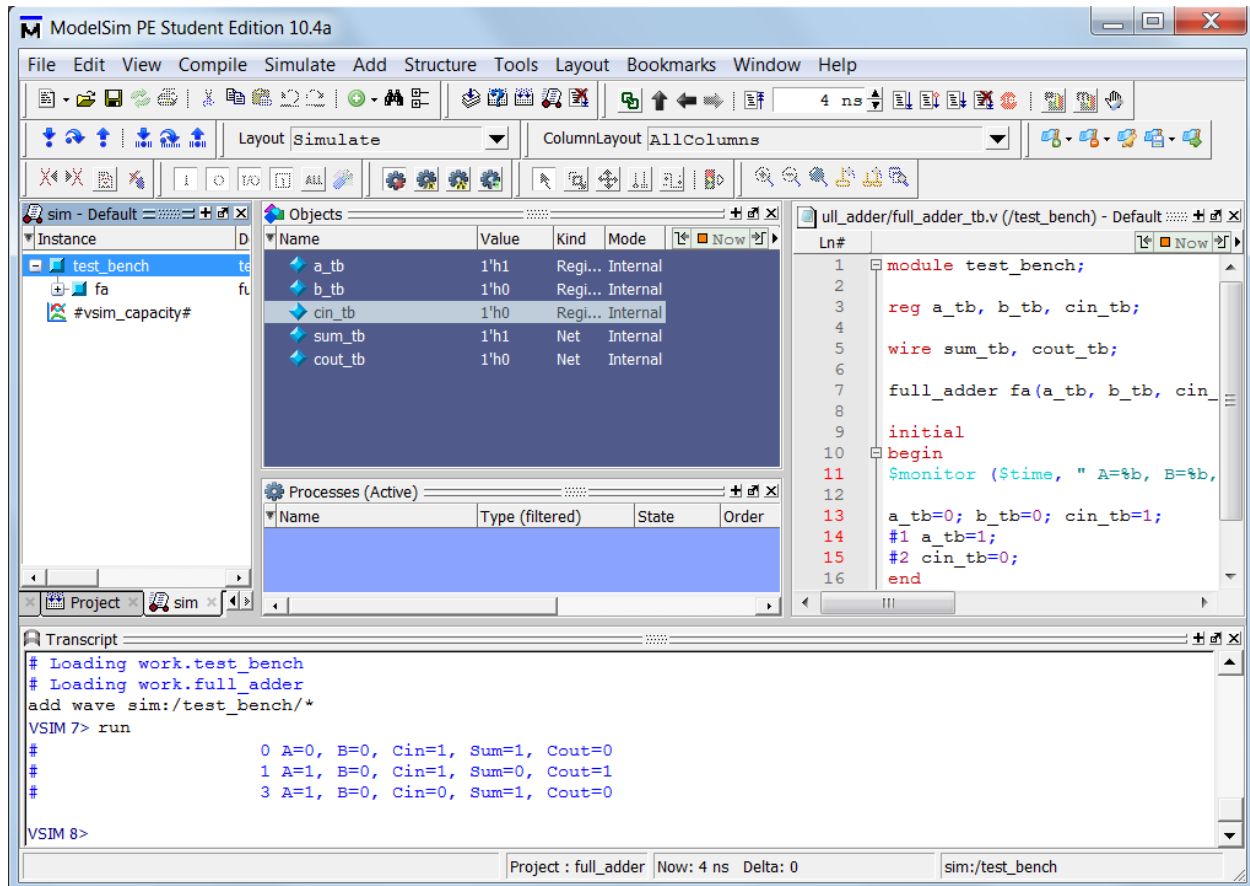 ModelSim PE Student Edition 10.4a
File Edit View Compile Simulate Add Structure Tools Layout Bookmarks Window Help
4 ns
Layout Simulate ColumnLayout AllColumns
1 0 I/O 1 ALL
sim - Default
Instance D
test_bench te
fa fu
#vsim_capacity#
Project sim
Objects
Name Value Kind Mode Now
a_tb 1'h1 Regi... Internal
b_tb 1'h0 Regi... Internal
cin_tb 1'h0 Regi... Internal
sum_tb 1'h1 Net Internal
cout_tb 1'h0 Net Internal
Processes (Active)
Name Type (filtered) State Order
ull_adder/full_adder_tb.v (/test_bench) - Default
Ln# Now
1 module test_bench;
2
3 reg a_tb, b_tb, cin_tb;
4
5 wire sum_tb, cout_tb;
6
7 full_adder fa(a_tb, b_tb, cin_
8
9 initial
10 begin
11 $monitor ($time, " A=%b, B=%b,
12
13 a_tb=0; b_tb=0; cin_tb=1;
14 #1 a_tb=1;
15 #2 cin_tb=0;
16 end
Transcript
# Loading work.test_bench
# Loading work.full_adder
add wave sim:/test_bench/*
VSIM 7> run
# 0 A=0, B=0, Cin=1, Sum=1, Cout=0
# 1 A=1, B=0, Cin=1, Sum=0, Cout=1
# 3 A=1, B=0, Cin=0, Sum=1, Cout=0
VSIM 8>
Project : full_adder Now: 4 ns Delta: 0 sim:/test_bench